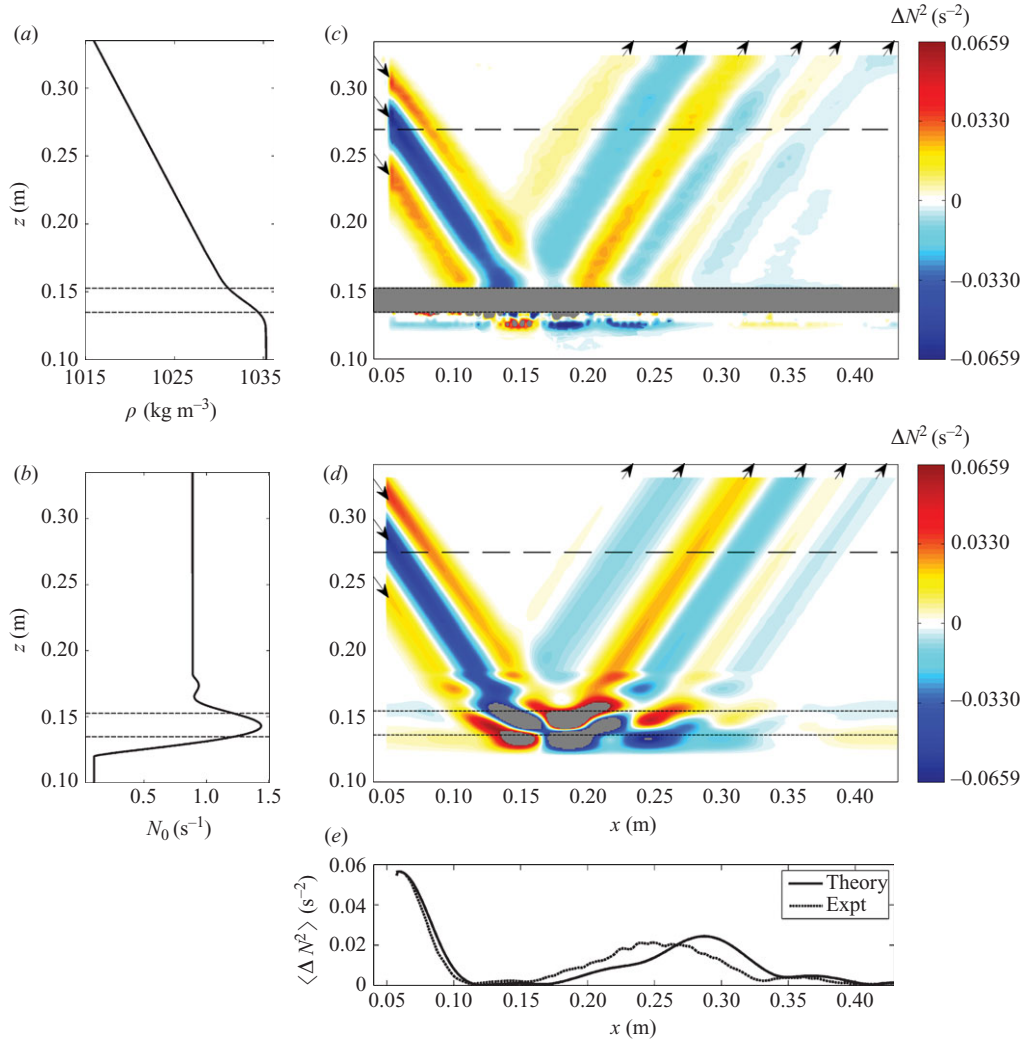 (a)
0.30
0.25
z (m)
0.20
0.15
0.10
1015 1025 1035
ρ (kg m⁻³)
(c)
0.30
0.25
0.20
0.15
0.10
0.05 0.10 0.15 0.20 0.25 0.30 0.35 0.40
ΔN² (s⁻²)
0.0659
0.0330
0
−0.0330
−0.0659
(b)
0.30
0.25
z (m)
0.20
0.15
0.10
0.5 1.0 1.5
N₀ (s⁻¹)
(d)
0.30
0.25
0.20
0.15
0.10
0.05 0.10 0.15 0.20 0.25 0.30 0.35 0.40
x (m)
ΔN² (s⁻²)
0.0659
0.0330
0
−0.0330
−0.0659
(e)
0.06
0.04
0.02
0
⟨ΔN²⟩ (s⁻²)
Theory
Expt
0.05 0.10 0.15 0.20 0.25 0.30 0.35 0.40
x (m)